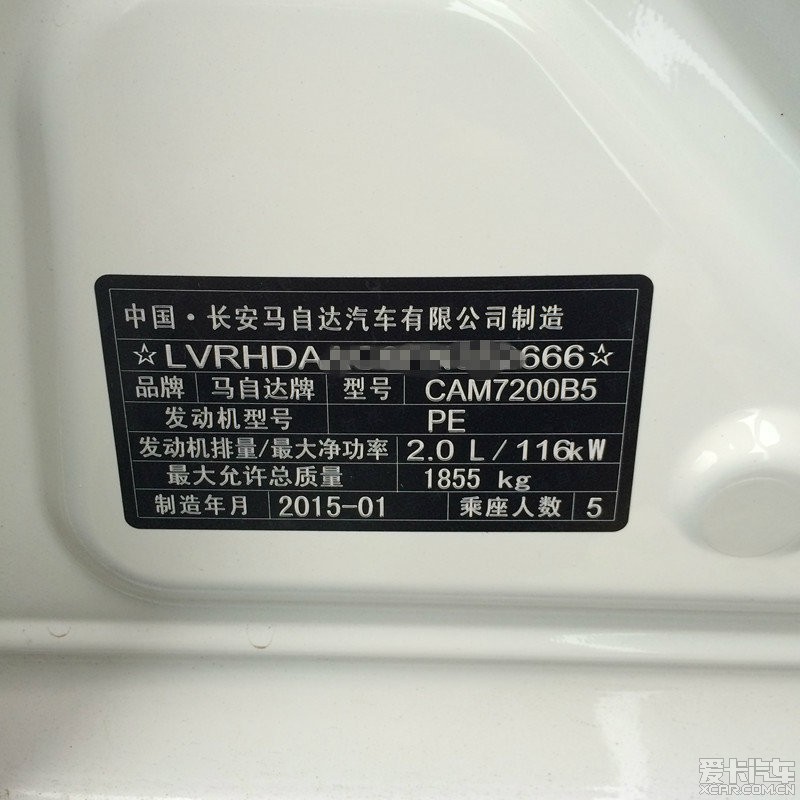 中国·长安马自达汽车有限公司制造
☆LVRHDA 666☆
品牌 马自达牌 型号 CAM7200B5
发动机型号 PE
发动机排量/最大净功率 2.0 L/116kW
最大允许总质量 1855 kg
制造年月 2015-01 乘座人数 5
爱卡汽车
XCAR.COM.CN